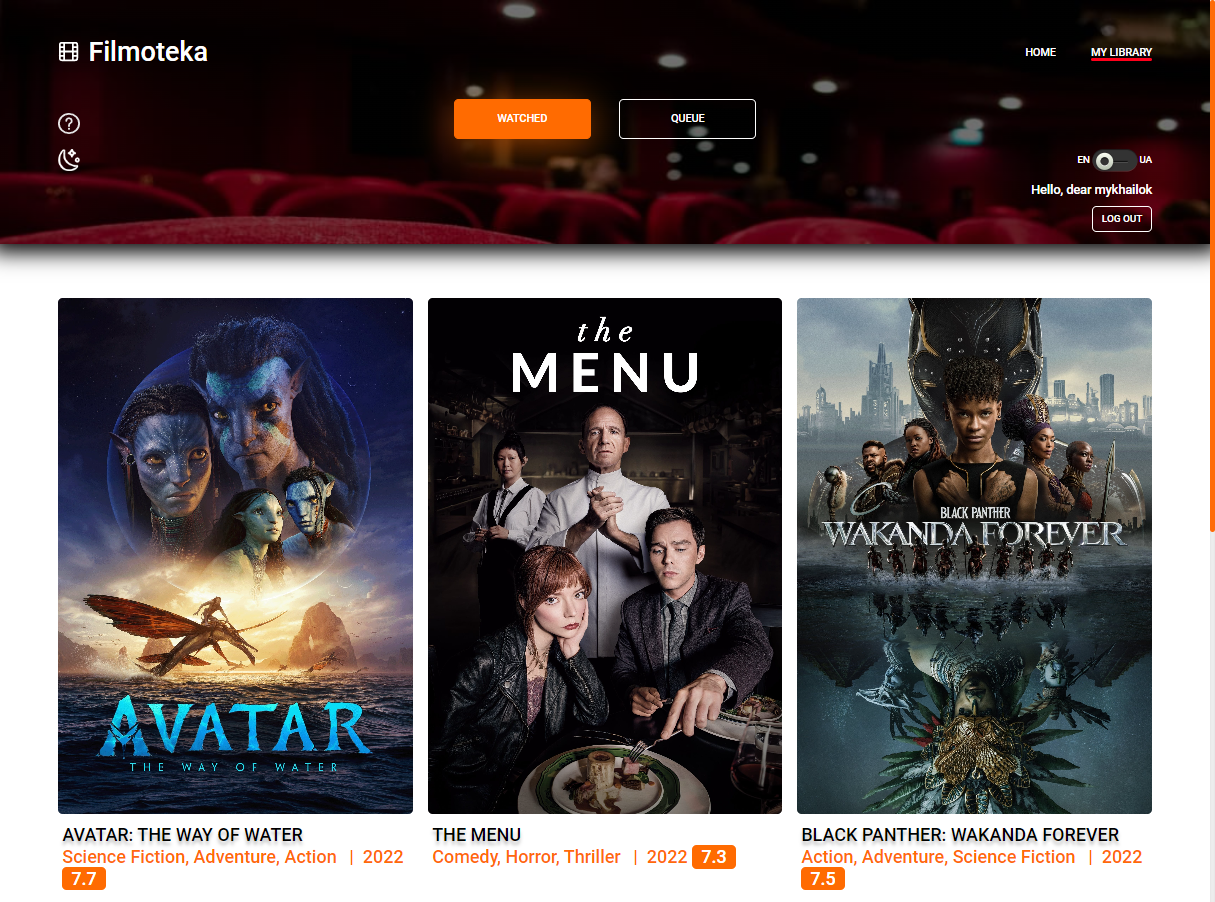 Filmoteka
HOME
MY LIBRARY
WATCHED
QUEUE
EN
UA
Hello, dear mykhailok
LOG OUT
AVATAR
THE WAY OF WATER
the
MENU
BLACK PANTHER
WAKANDA FOREVER
AVATAR: THE WAY OF WATER
Science Fiction, Adventure, Action | 2022
7.7
THE MENU
Comedy, Horror, Thriller | 2022 7.3
BLACK PANTHER: WAKANDA FOREVER
Action, Adventure, Science Fiction | 2022
7.5